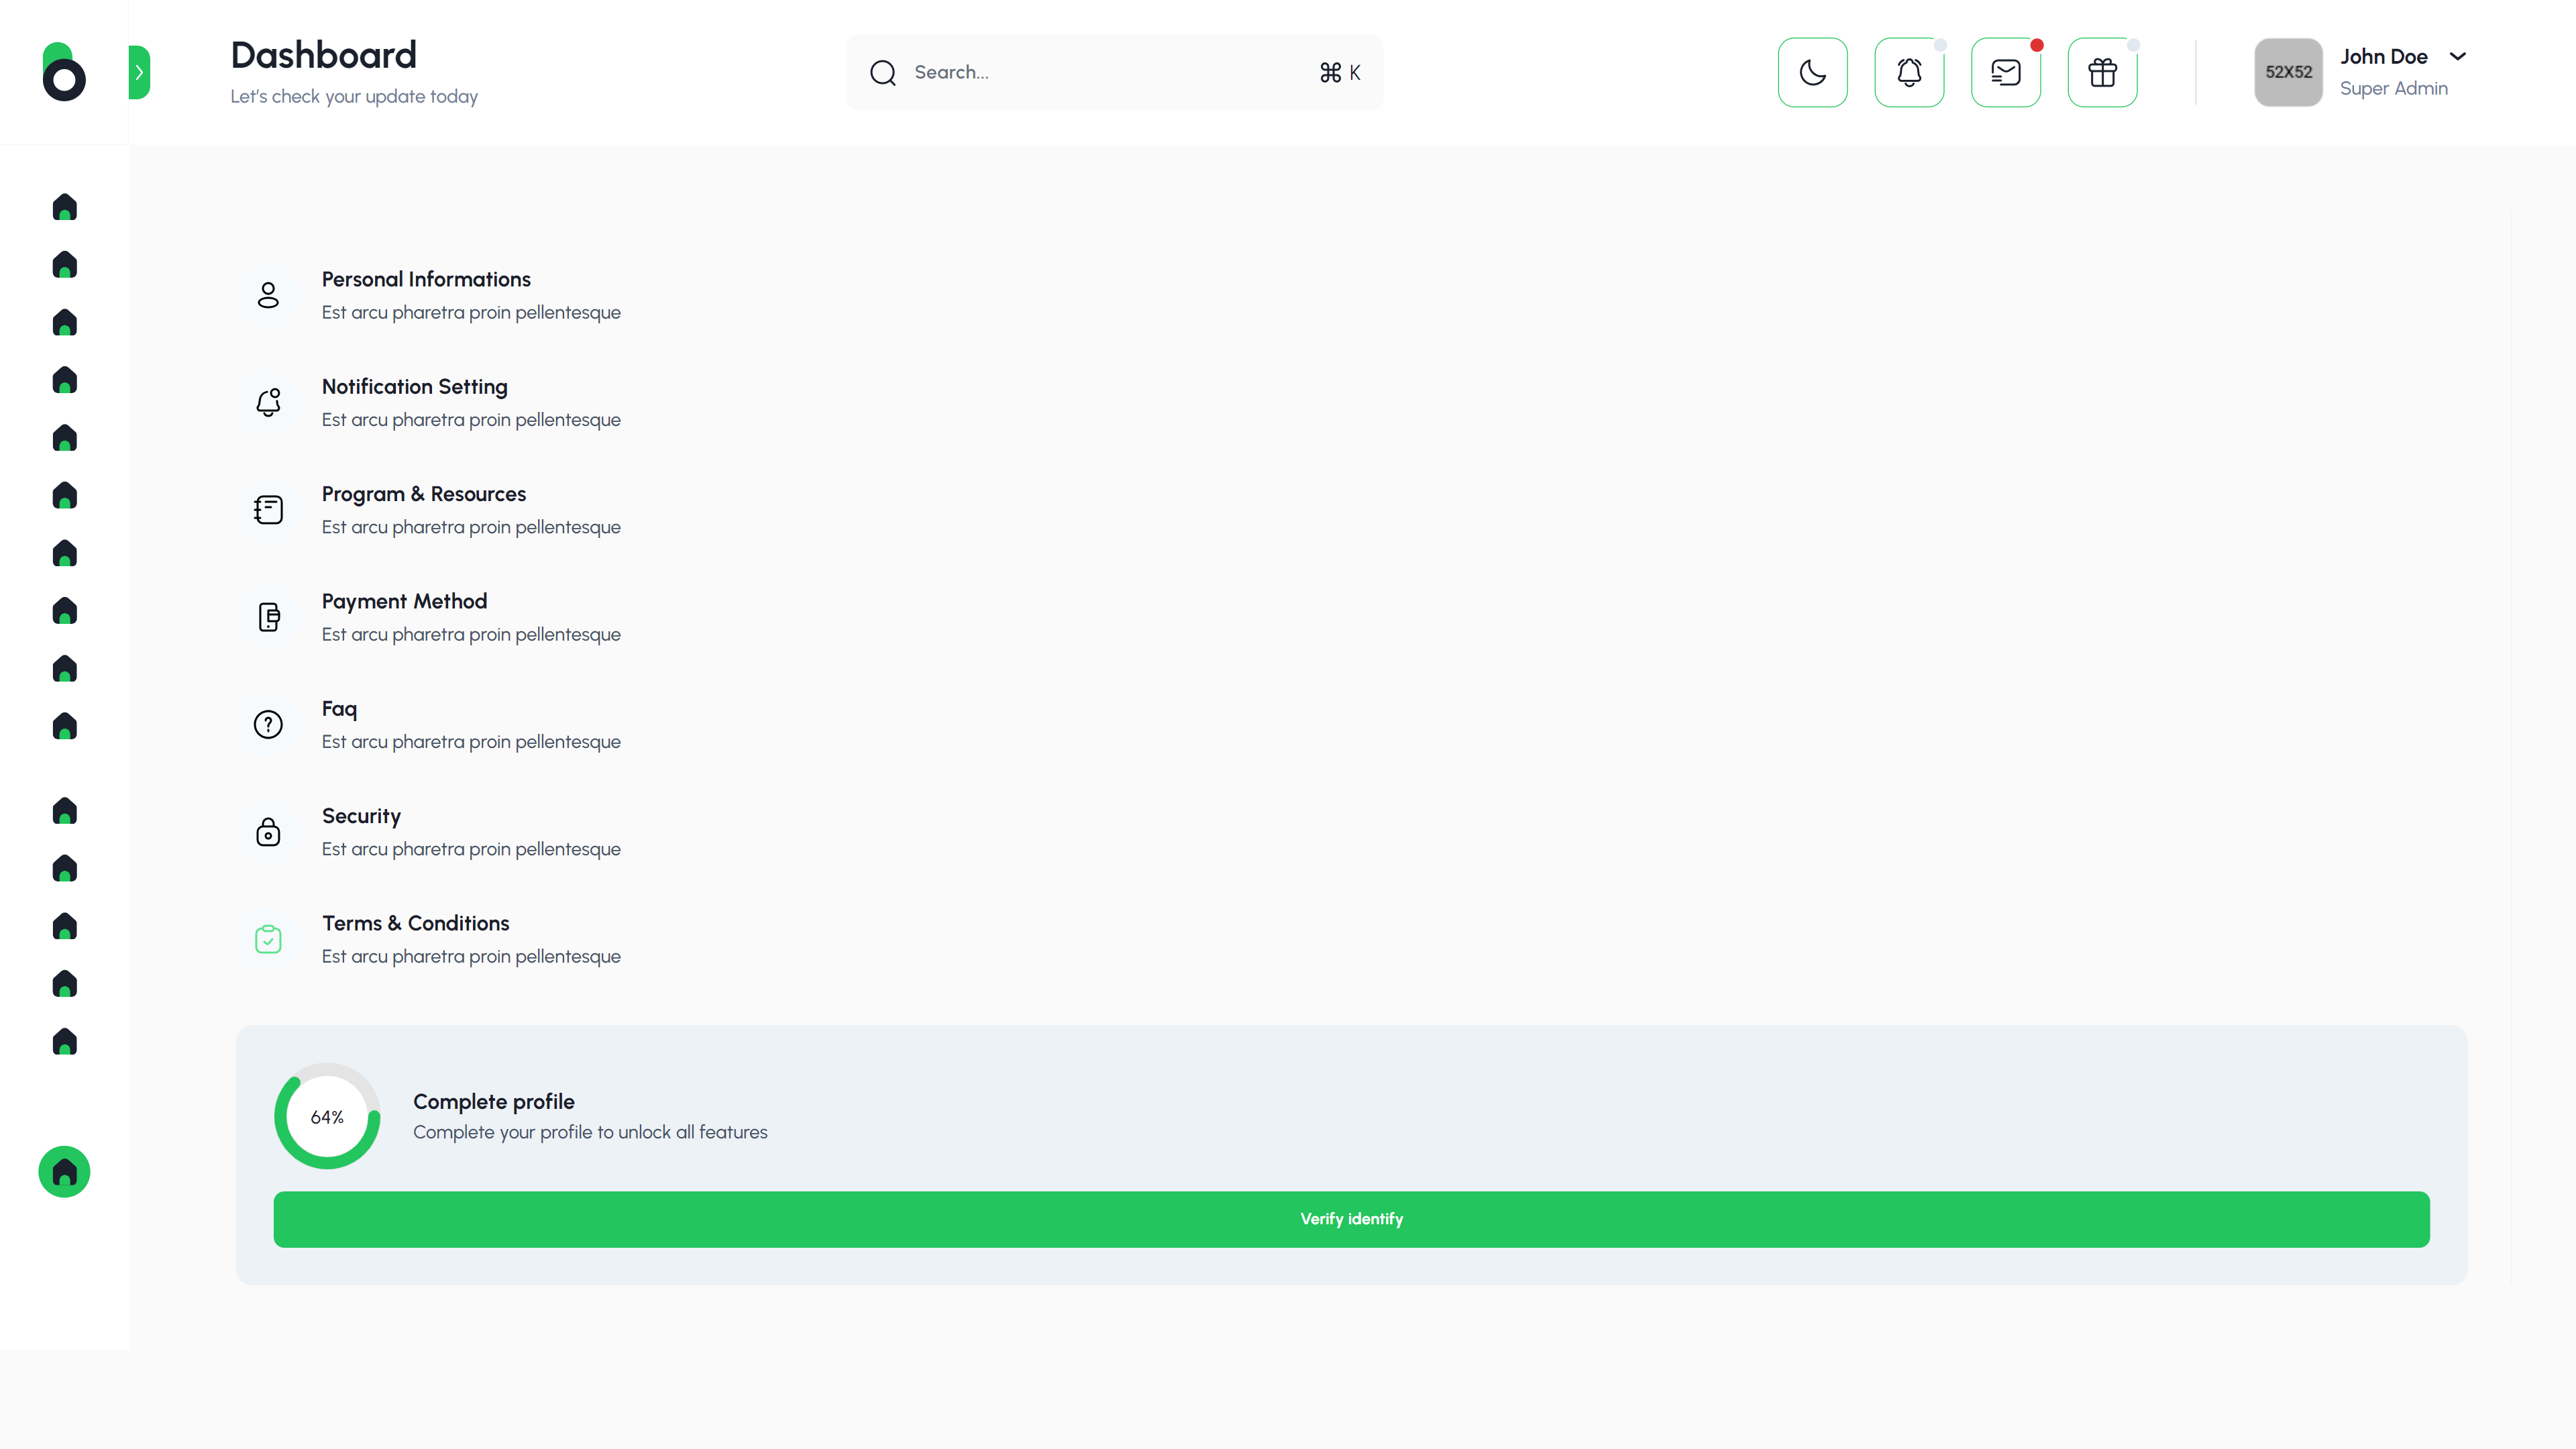 Dashboard
Let's check your update today
Search...
⌘ K
52X52
John Doe
Super Admin
Personal Informations
Est arcu pharetra proin pellentesque
Notification Setting
Est arcu pharetra proin pellentesque
Program & Resources
Est arcu pharetra proin pellentesque
Payment Method
Est arcu pharetra proin pellentesque
Faq
Est arcu pharetra proin pellentesque
Security
Est arcu pharetra proin pellentesque
Terms & Conditions
Est arcu pharetra proin pellentesque
64%
Complete profile
Complete your profile to unlock all features
Verify identify